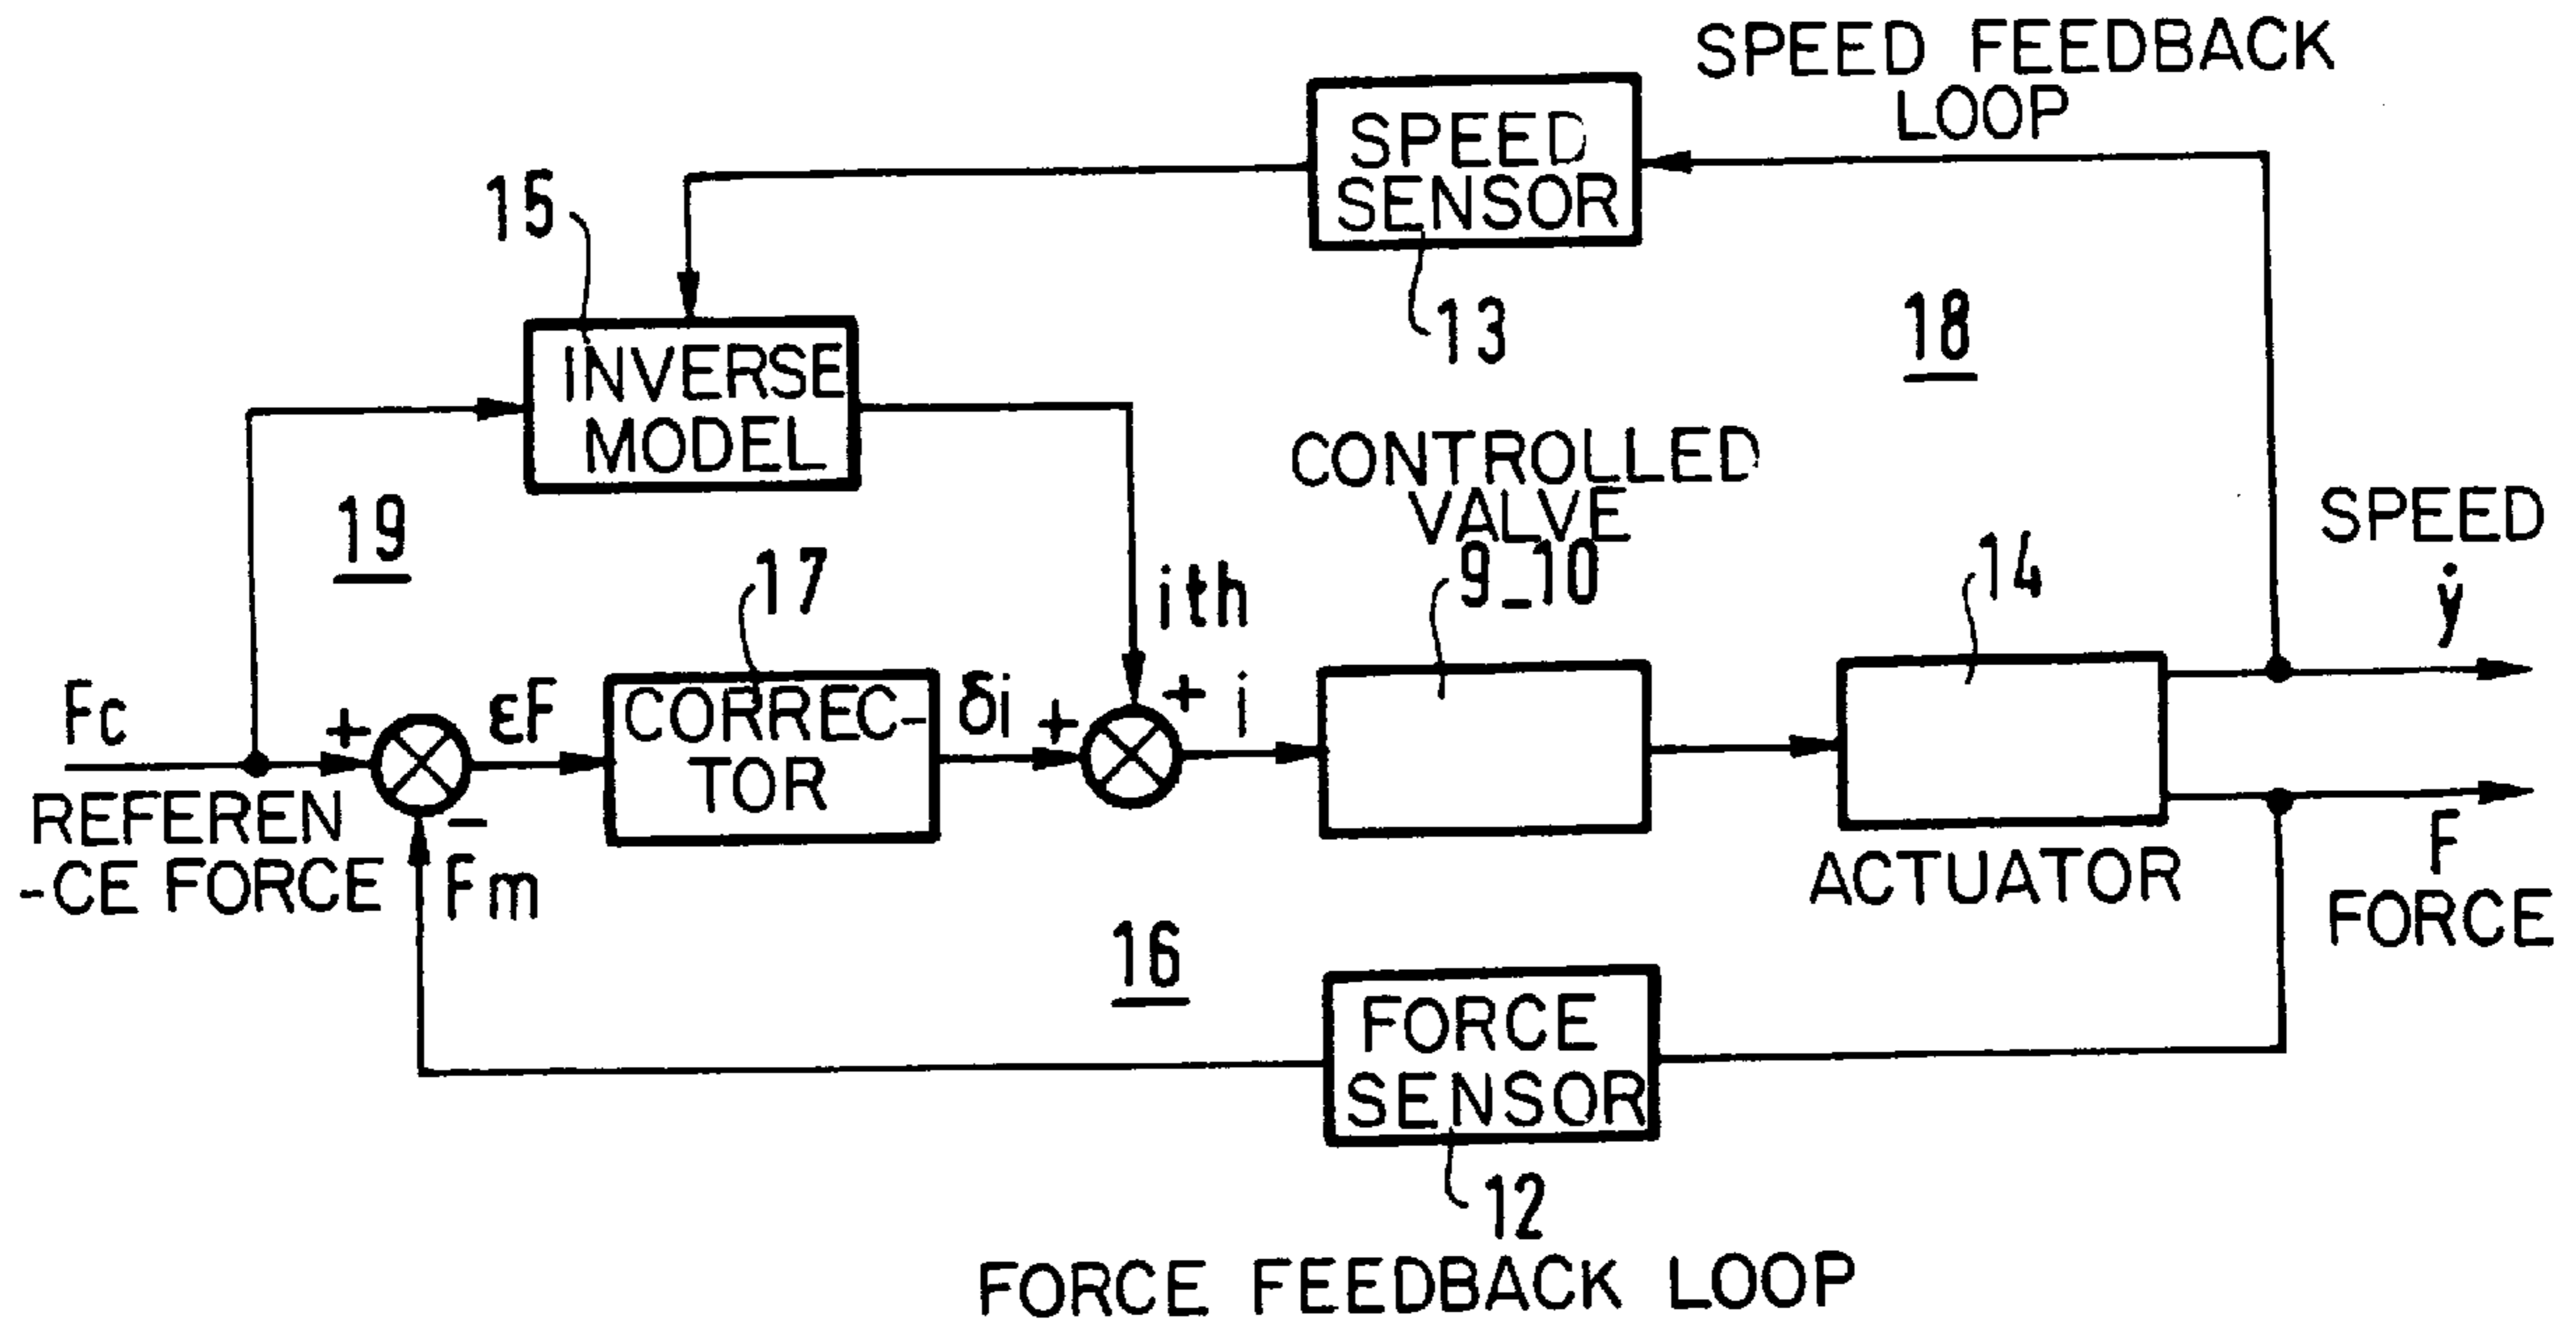 SPEED FEEDBACK
LOOP
SPEED
SENSOR
13
15
INVERSE
MODEL
18
19
CONTROLLED
VALVE
9_10
SPEED
ẏ
17
ith
14
Fc
REFEREN
-CE FORCE
+
εF
CORREC-
TOR
δi
+
+
i
-
Fm
ACTUATOR
F
FORCE
16
FORCE
SENSOR
12
FORCE FEEDBACK LOOP